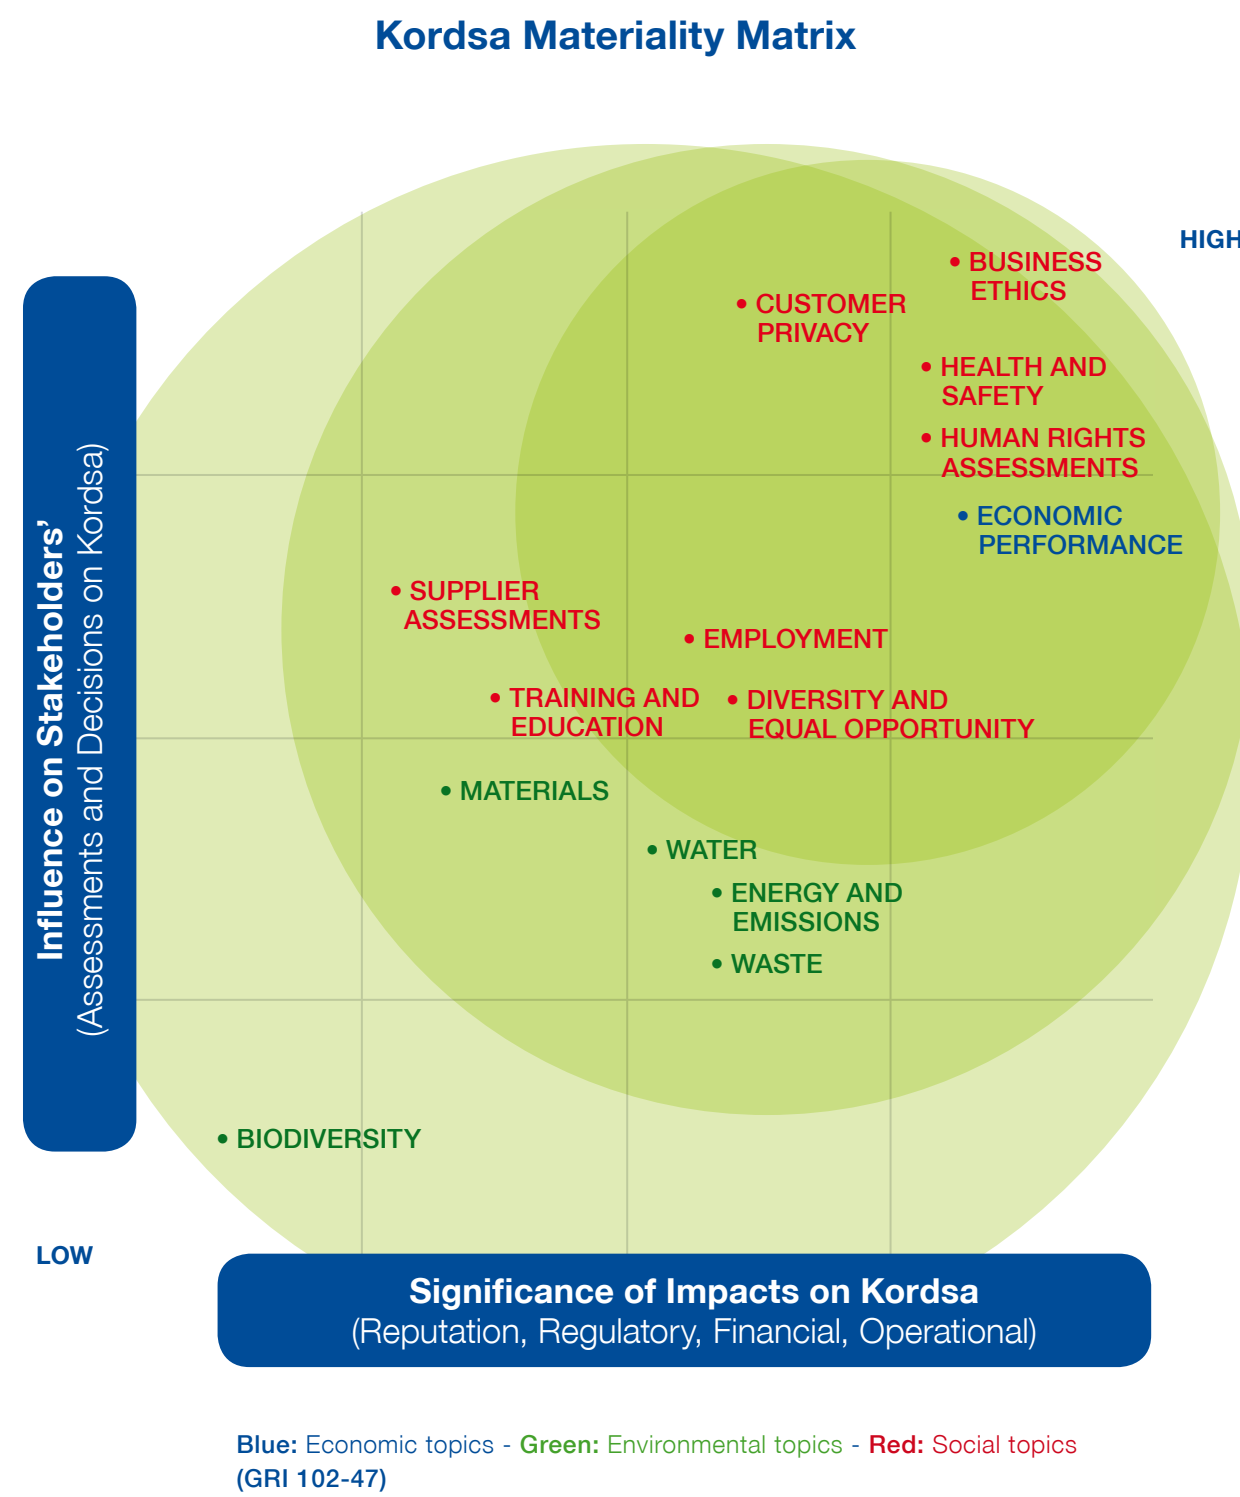 Kordsa Materiality Matrix
HIGH
• BUSINESS
ETHICS
• CUSTOMER
PRIVACY
• HEALTH AND
SAFETY
• HUMAN RIGHTS
ASSESSMENTS
• ECONOMIC
PERFORMANCE
• SUPPLIER
ASSESSMENTS
• EMPLOYMENT
• TRAINING AND
EDUCATION
• DIVERSITY AND
EQUAL OPPORTUNITY
• MATERIALS
• WATER
• ENERGY AND
EMISSIONS
• WASTE
• BIODIVERSITY
Influence on Stakeholders’
(Assessments and Decisions on Kordsa)
LOW
Significance of Impacts on Kordsa
(Reputation, Regulatory, Financial, Operational)
Blue: Economic topics - Green: Environmental topics - Red: Social topics
(GRI 102-47)